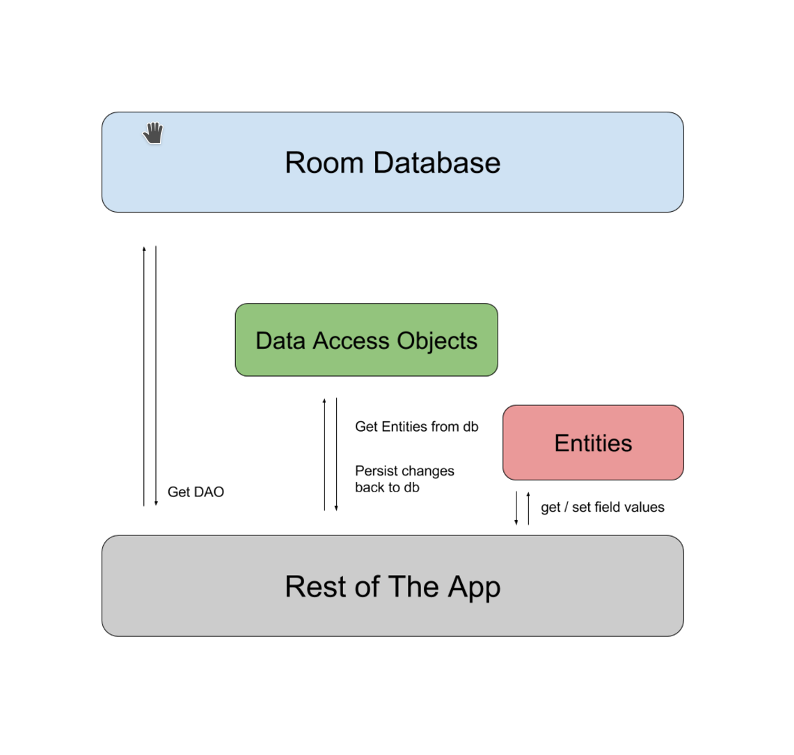 Room Database
Data Access Objects
Get Entities from db
Persist changes
back to db
Entities
Get DAO
get / set field values
Rest of The App